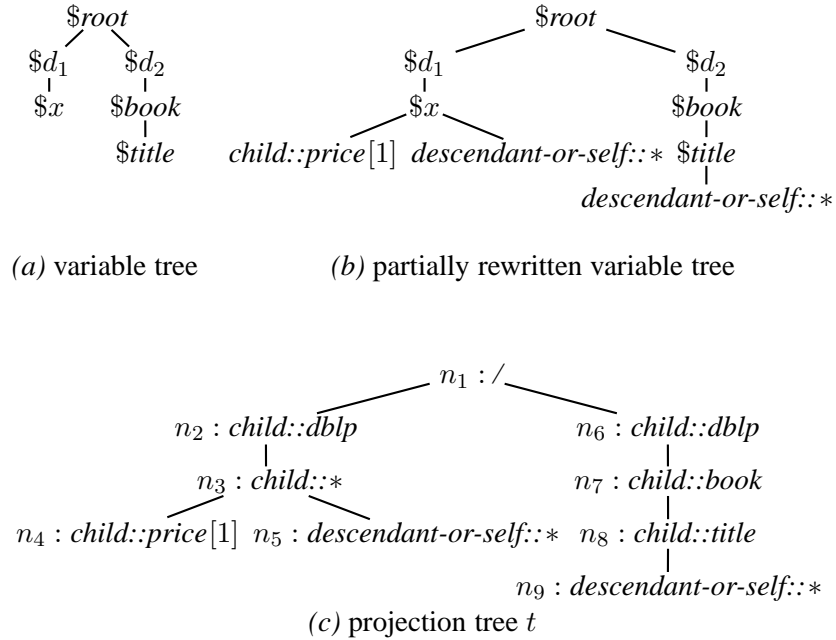 $root $root
$d1 $d2 $d1 $d2
$x $book $x $book
$title child::price[1] descendant-or-self::∗ $title
descendant-or-self::∗
(a) variable tree (b) partially rewritten variable tree
n1 : /
n2 : child::dblp n6 : child::dblp
n3 : child::∗ n7 : child::book
n4 : child::price[1] n5 : descendant-or-self::∗ n8 : child::title
n9 : descendant-or-self::∗
(c) projection tree t